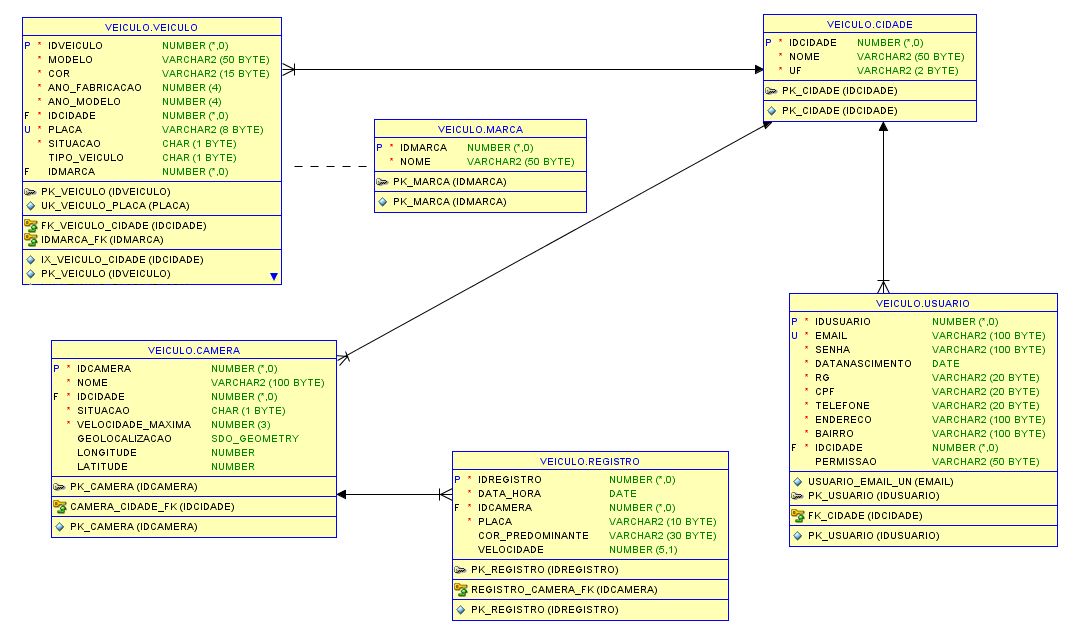 VEICULO.VEICULO
P * IDVEICULO NUMBER (*,0)
* MODELO VARCHAR2 (50 BYTE)
* COR VARCHAR2 (15 BYTE)
* ANO_FABRICACAO NUMBER (4)
* ANO_MODELO NUMBER (4)
F * IDCIDADE NUMBER (*,0)
U * PLACA VARCHAR2 (8 BYTE)
* SITUACAO CHAR (1 BYTE)
TIPO_VEICULO CHAR (1 BYTE)
F IDMARCA NUMBER (*,0)
PK_VEICULO (IDVEICULO)
UK_VEICULO_PLACA (PLACA)
FK_VEICULO_CIDADE (IDCIDADE)
IDMARCA_FK (IDMARCA)
IX_VEICULO_CIDADE (IDCIDADE)
PK_VEICULO (IDVEICULO)
VEICULO.MARCA
P * IDMARCA NUMBER (*,0)
* NOME VARCHAR2 (50 BYTE)
PK_MARCA (IDMARCA)
PK_MARCA (IDMARCA)
VEICULO.CIDADE
P * IDCIDADE NUMBER (*,0)
* NOME VARCHAR2 (50 BYTE)
* UF VARCHAR2 (2 BYTE)
PK_CIDADE (IDCIDADE)
PK_CIDADE (IDCIDADE)
VEICULO.CAMERA
P * IDCAMERA NUMBER (*,0)
* NOME VARCHAR2 (100 BYTE)
F * IDCIDADE NUMBER (*,0)
* SITUACAO CHAR (1 BYTE)
* VELOCIDADE_MAXIMA NUMBER (3)
GEOLOCALIZACAO SDO_GEOMETRY
LONGITUDE NUMBER
LATITUDE NUMBER
PK_CAMERA (IDCAMERA)
CAMERA_CIDADE_FK (IDCIDADE)
PK_CAMERA (IDCAMERA)
VEICULO.REGISTRO
P * IDREGISTRO NUMBER (*,0)
* DATA_HORA DATE
F * IDCAMERA NUMBER (*,0)
* PLACA VARCHAR2 (10 BYTE)
COR_PREDOMINANTE VARCHAR2 (30 BYTE)
VELOCIDADE NUMBER (5,1)
PK_REGISTRO (IDREGISTRO)
REGISTRO_CAMERA_FK (IDCAMERA)
PK_REGISTRO (IDREGISTRO)
VEICULO.USUARIO
P * IDUSUARIO NUMBER (*,0)
U * EMAIL VARCHAR2 (100 BYTE)
* SENHA VARCHAR2 (100 BYTE)
* DATANASCIMENTO DATE
* RG VARCHAR2 (20 BYTE)
* CPF VARCHAR2 (20 BYTE)
* TELEFONE VARCHAR2 (20 BYTE)
* ENDERECO VARCHAR2 (100 BYTE)
* BAIRRO VARCHAR2 (100 BYTE)
F * IDCIDADE NUMBER (*,0)
PERMISSAO VARCHAR2 (50 BYTE)
USUARIO_EMAIL_UN (EMAIL)
PK_USUARIO (IDUSUARIO)
FK_CIDADE (IDCIDADE)
PK_USUARIO (IDUSUARIO)